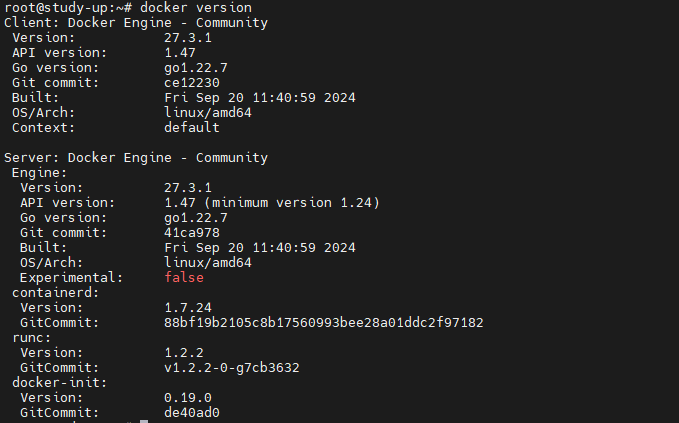 root@study-up:~# docker version
Client: Docker Engine - Community
 Version:           27.3.1
 API version:       1.47
 Go version:        go1.22.7
 Git commit:        ce12230
 Built:             Fri Sep 20 11:40:59 2024
 OS/Arch:           linux/amd64
 Context:           default

Server: Docker Engine - Community
 Engine:
  Version:          27.3.1
  API version:      1.47 (minimum version 1.24)
  Go version:       go1.22.7
  Git commit:       41ca978
  Built:            Fri Sep 20 11:40:59 2024
  OS/Arch:          linux/amd64
  Experimental:     false
 containerd:
  Version:          1.7.24
  GitCommit:        88bf19b2105c8b17560993bee28a01ddc2f97182
 runc:
  Version:          1.2.2
  GitCommit:        v1.2.2-0-g7cb3632
 docker-init:
  Version:          0.19.0
  GitCommit:        de40ad0